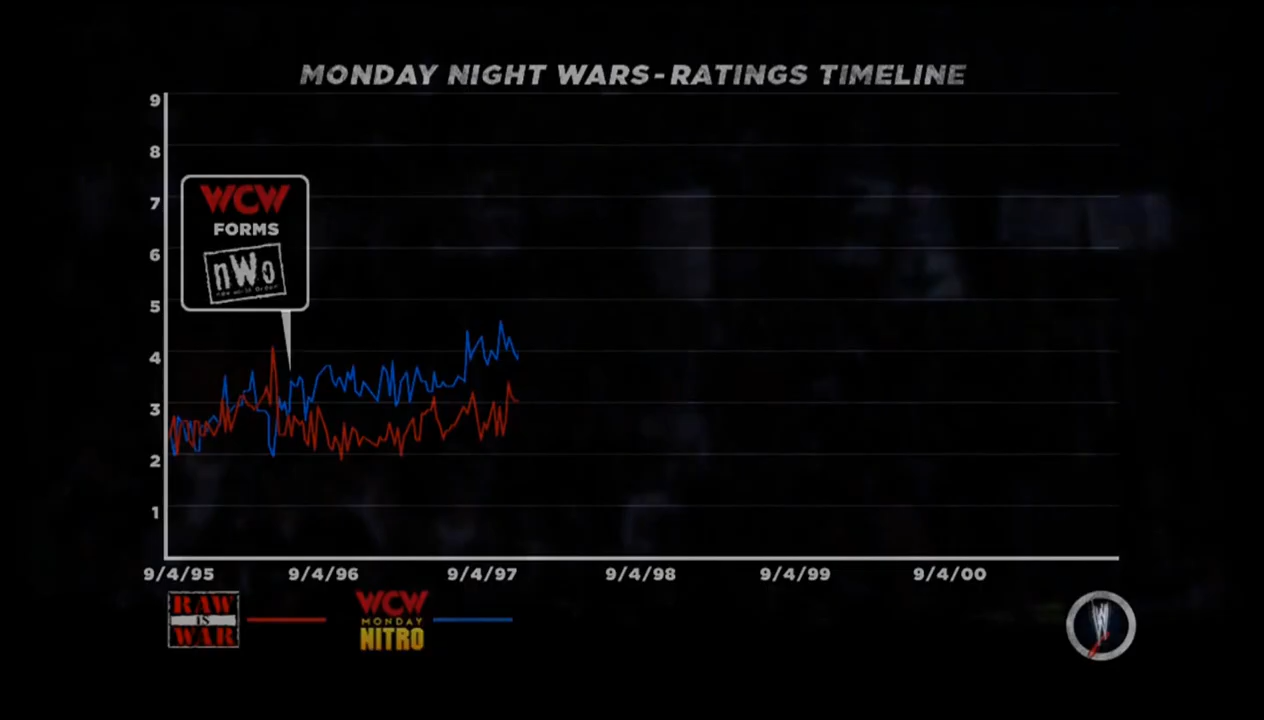 MONDAY NIGHT WARS - RATINGS TIMELINE
9
8
7
6
5
4
3
2
1
WCW
FORMS
nWo
new World Order
9/4/95
9/4/96
9/4/97
9/4/98
9/4/99
9/4/00
RAW
IS
WAR
WCW
MONDAY
NITRO
W